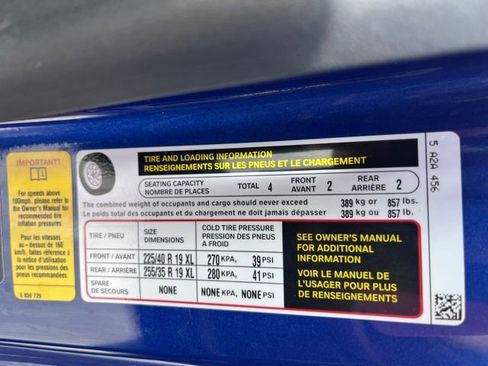 IMPORTANT!
For speeds above
100mph, please refer
to the Owner's Manual for
recommended tire
inflation pressures.
Pour les vitesses
au – dessus de 160
km/h, faites référence
au Manuel d'utilisation
pour les pressions
recommandées
6 859 729
TIRE AND LOADING INFORMATION
RENSEIGNEMENTS SUR LES PNEUS ET LE CHARGEMENT
SEATING CAPACITY
NOMBRE DE PLACES
TOTAL 4
FRONT
AVANT 2
REAR
ARRIÈRE 2
The combined weight of occupants and cargo should never exceed 389 kg or 857 lbs.
Le poids total des occupants et du chargement ne doit jamais dépasser 389 kg ou 857 lb.
TIRE / PNEU
SIZE
DIMENSIONS
COLD TIRE PRESSURE
PRESSION DES PNEUS
A FROID
FRONT / AVANT 225/40 R 19 XL 270 KPA, 39 PSI
REAR / ARRIÈRE 255/35 R 19 XL 280 KPA, 41 PSI
SPARE
DE SECOURS NONE NONE KPA, NONE PSI
SEE OWNER'S MANUAL
FOR ADDITIONAL
INFORMATION
VOIR LE MANUEL DE
L'USAGER POUR PLUS
DE RENSEIGNEMENTS
5 A2A 456